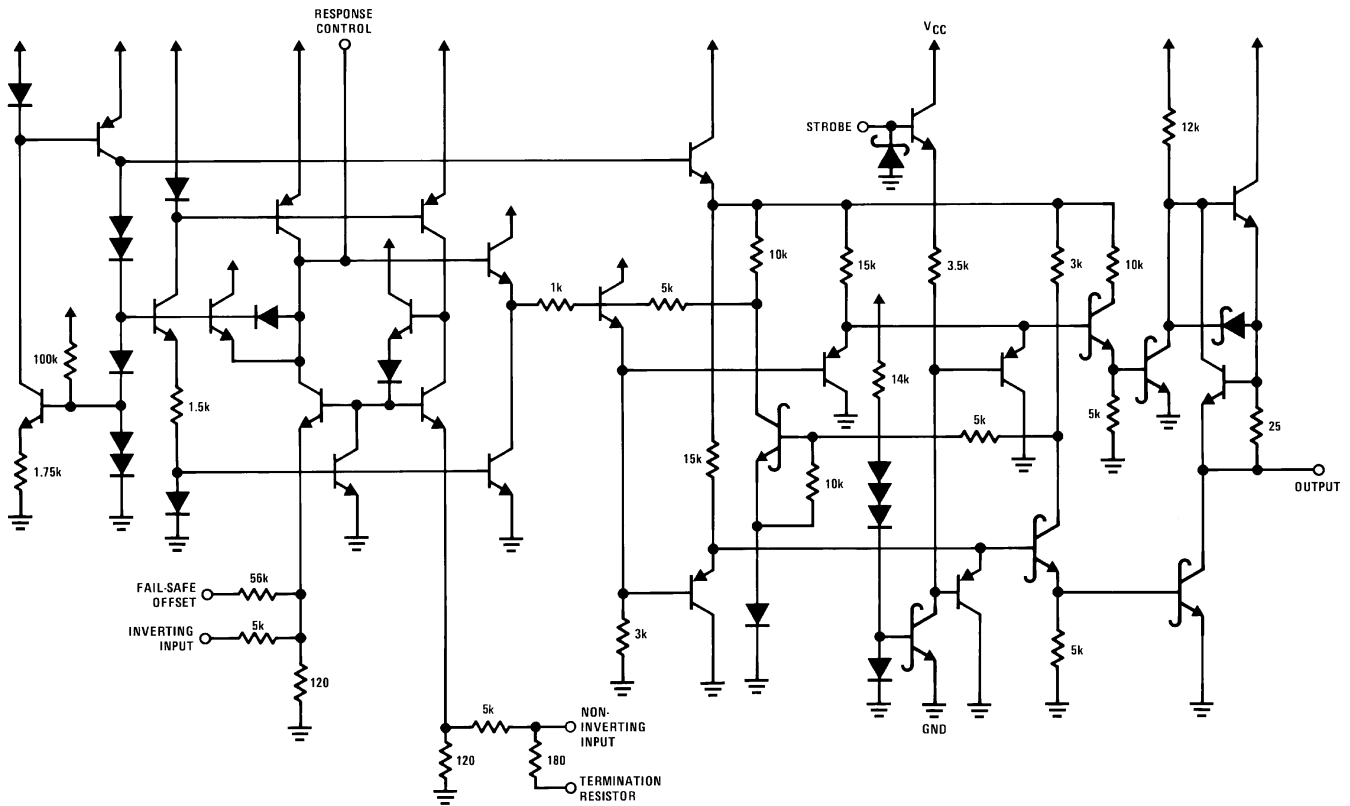 RESPONSE
CONTROL
VCC
STROBE
12k
10k
15k
3.5k
3k
10k
1k
5k
100k
14k
1.5k
5k
5k
25
1.75k
15k
10k
OUTPUT
FAIL-SAFE
OFFSET
56k
INVERTING
INPUT
5k
3k
5k
120
5k
NON-
INVERTING
INPUT
GND
120
180
TERMINATION
RESISTOR